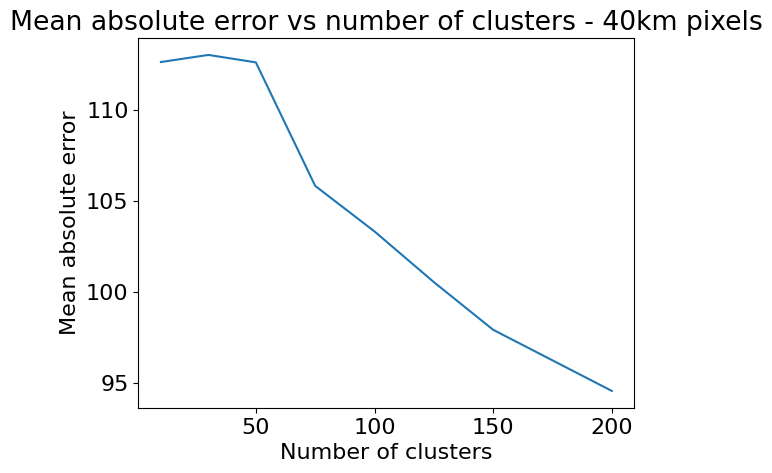 Mean absolute error vs number of clusters - 40km pixels
Mean absolute error
110
105
100
95
50 100 150 200
Number of clusters